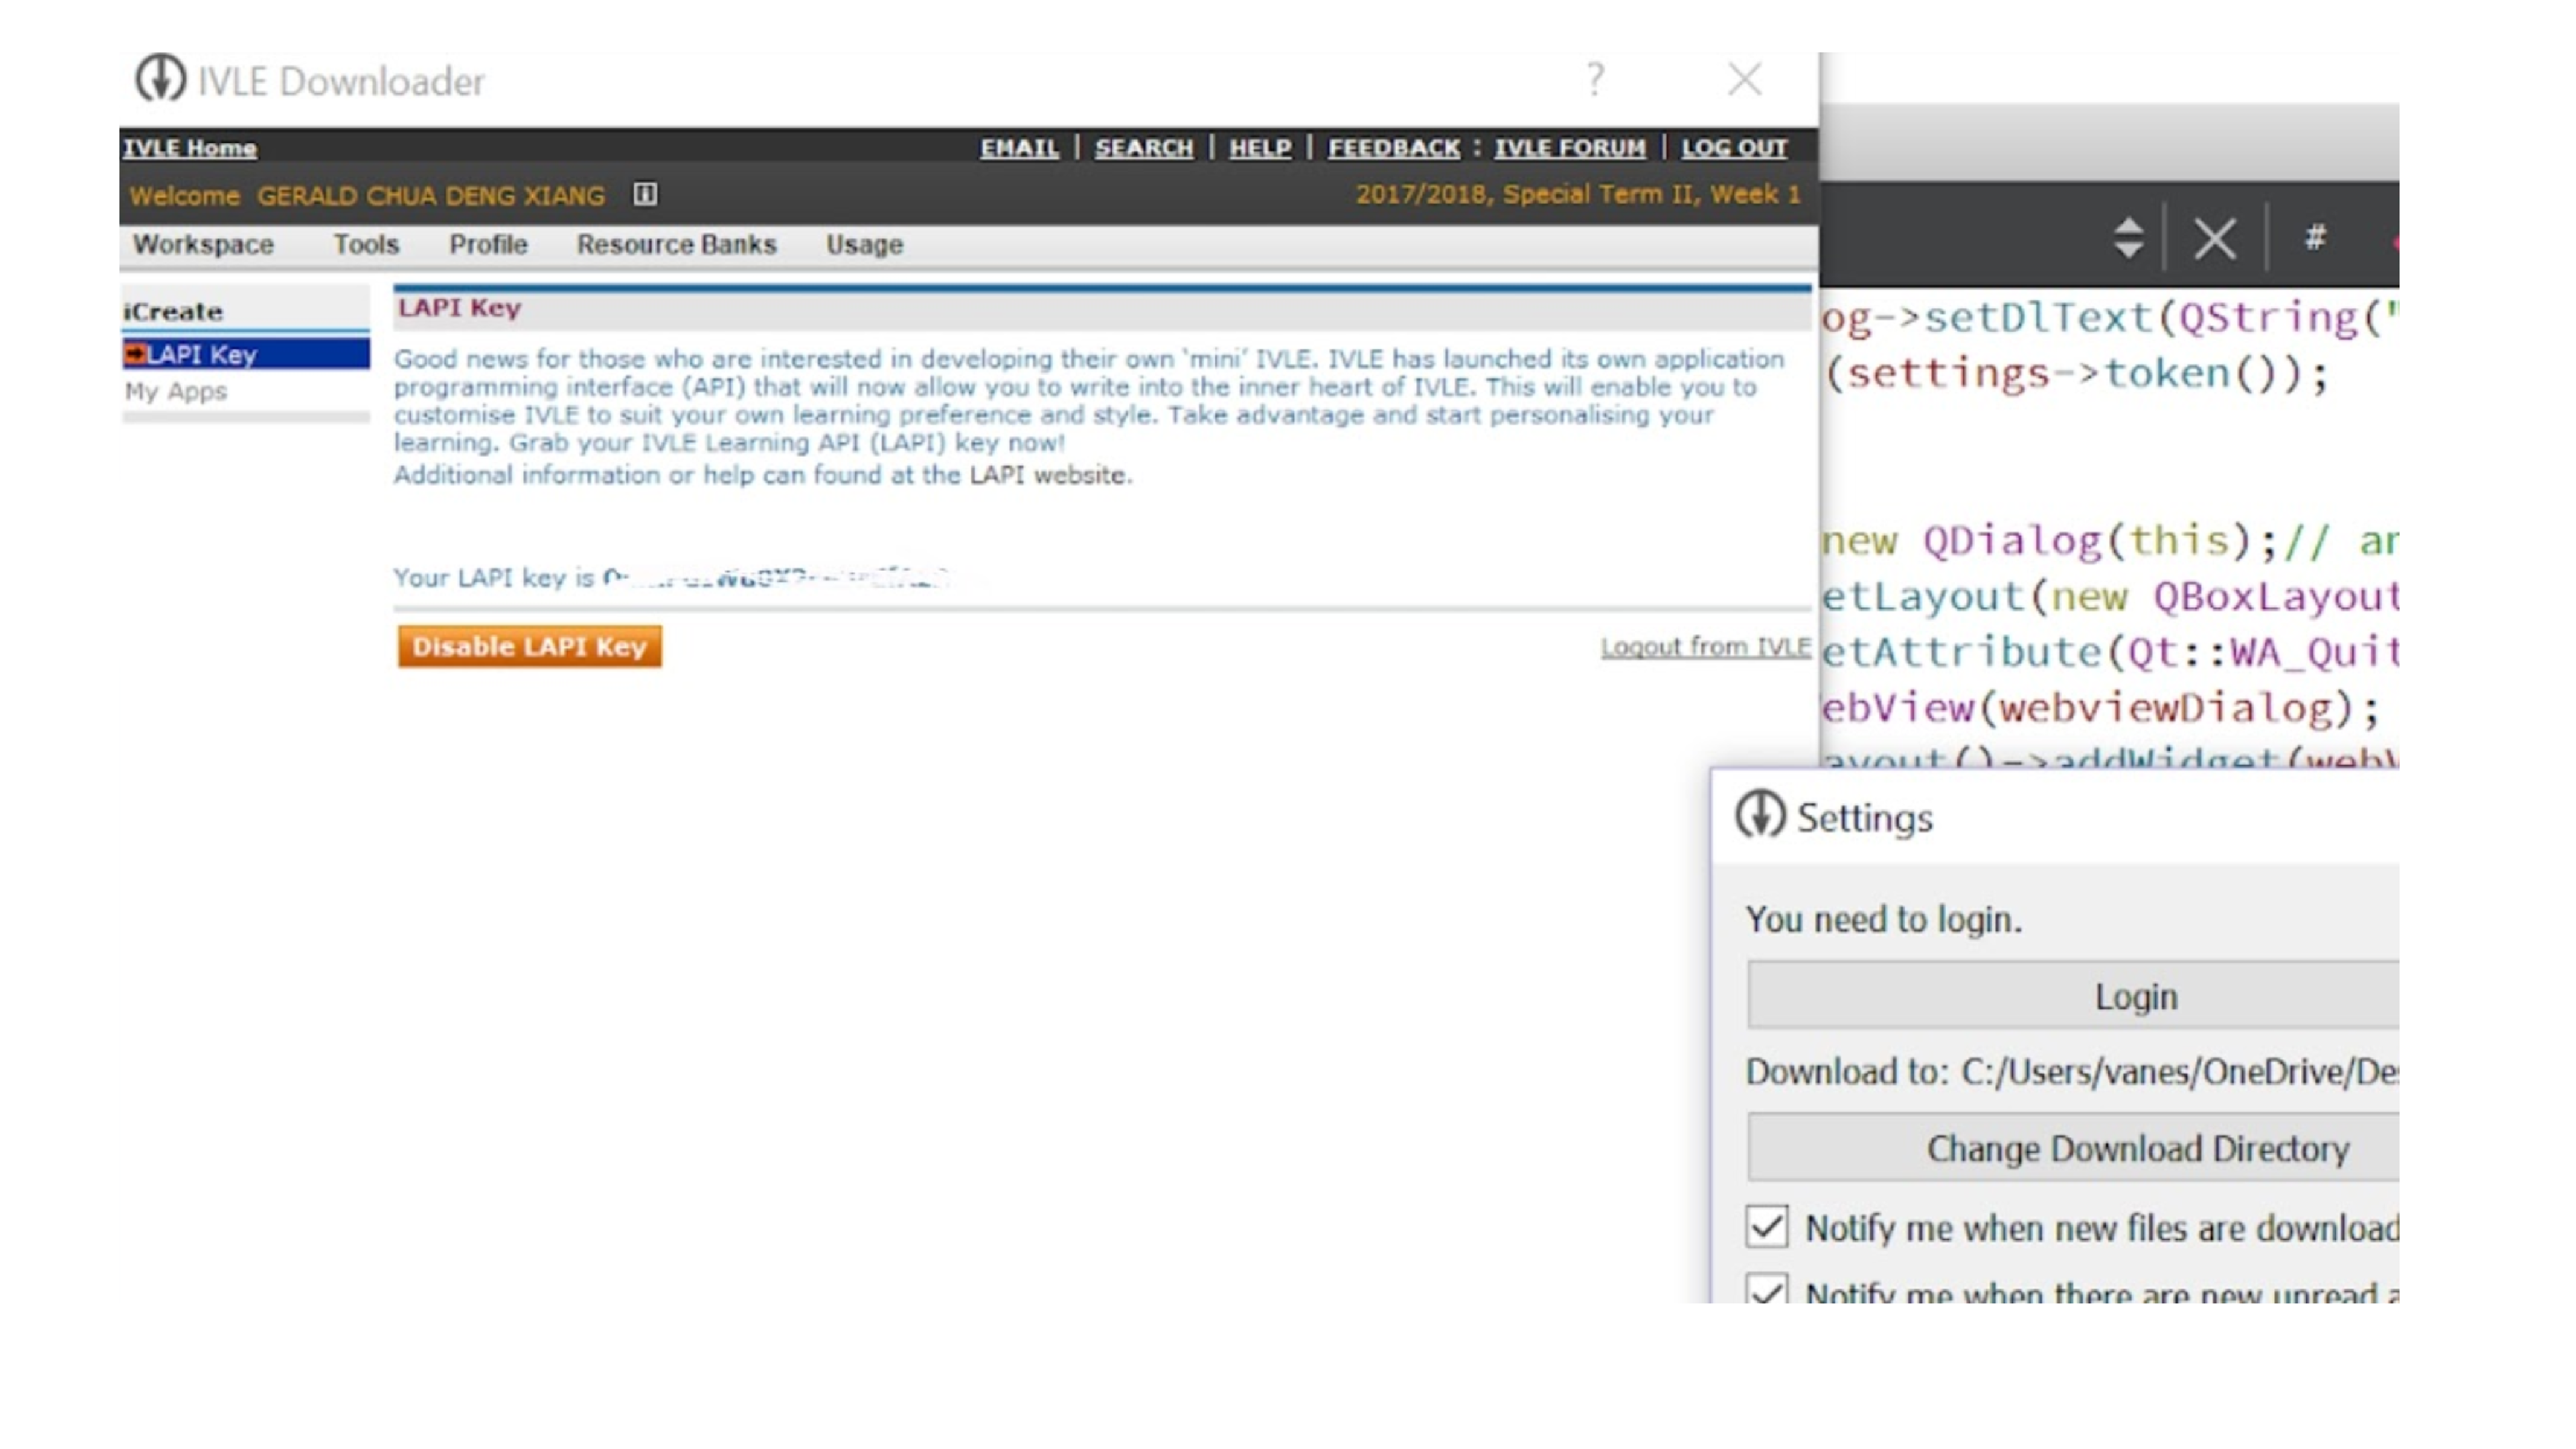 IVLE Downloader
IVLE Home
EMAIL | SEARCH | HELP | FEEDBACK : IVLE FORUM | LOG OUT
Welcome GERALD CHUA DENG XIANG
2017/2018, Special Term II, Week 1
Workspace Tools Profile Resource Banks Usage
iCreate
LAPI Key
My Apps
LAPI Key
Good news for those who are interested in developing their own 'mini' IVLE. IVLE has launched its own application
programming interface (API) that will now allow you to write into the inner heart of IVLE. This will enable you to
customise IVLE to suit your own learning preference and style. Take advantage and start personalising your
learning. Grab your IVLE Learning API (LAPI) key now!
Additional information or help can found at the LAPI website.
Your LAPI key is
Disable LAPI Key
Logout from IVLE
#
og->setDlText(QString("
(settings->token());
new QDialog(this);// ar
etLayout(new QBoxLayout
etAttribute(Qt::WA_Quit
ebView(webviewDialog);
ayout()->addWidget(webV
Settings
You need to login.
Login
Download to: C:/Users/vanes/OneDrive/Des
Change Download Directory
Notify me when new files are download
Notify me when there are new unread a